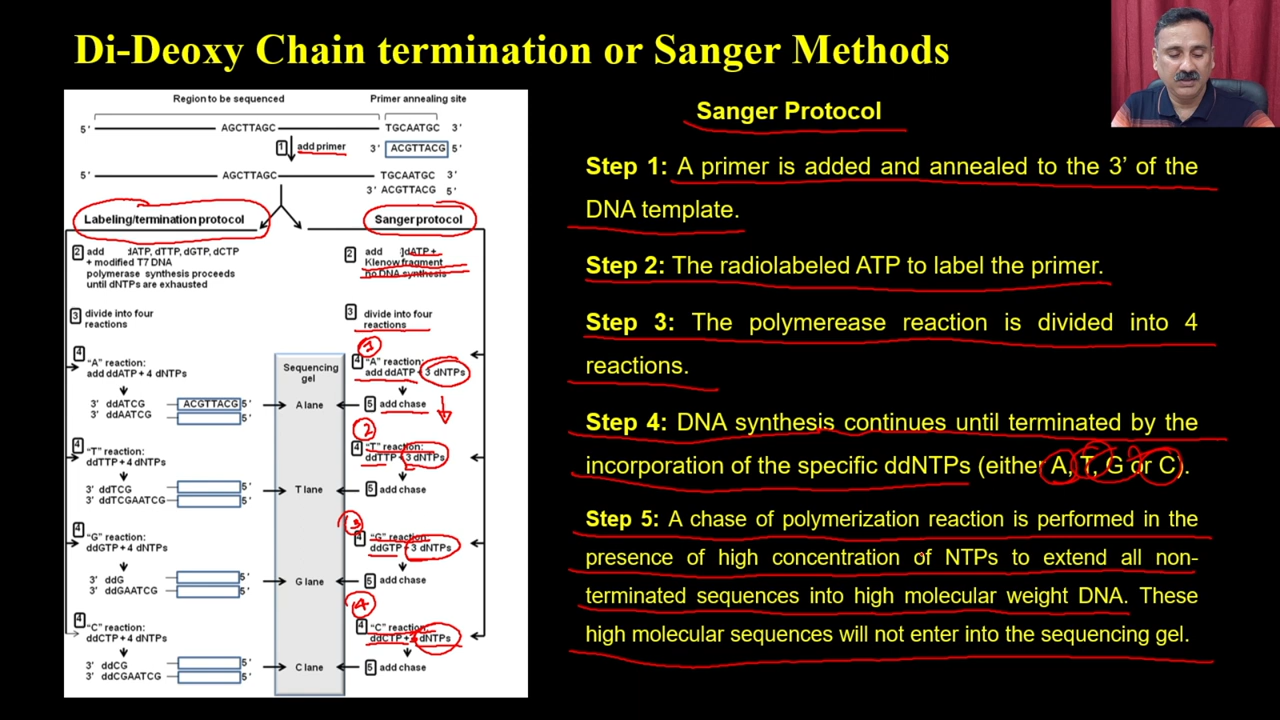 Di-Deoxy Chain termination or Sanger Methods
Region to be sequenced
Primer annealing site
5' AGCTTAGC TGCAATGC 3'
1 add primer
3' ACGTTACG 5'
5' AGCTTAGC TGCAATGC 3'
3' ACGTTACG 5'
Labeling/termination protocol
2 add dATP, dTTP, dGTP, dCTP
+ modified T7 DNA
polymerase synthesis proceeds
until dNTPs are exhausted
3 divide into four
reactions
4 "A" reaction:
add ddATP + 4 dNTPs
3' ddATCG ACGTTACG 5'
3' ddAATCG
4 "T" reaction:
ddTTP + 4 dNTPs
3' ddTCG 5'
3' ddTCGAATCG 5'
4 "G" reaction:
ddGTP + 4 dNTPs
3' ddG 5'
3' ddGAATCG 5'
4 "C" reaction:
ddCTP + 4 dNTPs
3' ddCG 5'
3' ddCGAATCG 5'
Sequencing
gel
A lane
T lane
G lane
C lane
Sanger protocol
2 add dATP +
Klenow fragment
no DNA synthesis
3 divide into four
reactions
1
4 "A" reaction:
add ddATP + 3 dNTPs
5 add chase
2
4 "T" reaction:
ddTTP + 3 dNTPs
5 add chase
3
4 "G" reaction:
ddGTP + 3 dNTPs
5 add chase
4
4 "C" reaction:
ddCTP + dNTPs
5 add chase
Sanger Protocol
Step 1: A primer is added and annealed to the 3' of the
DNA template.
Step 2: The radiolabeled ATP to label the primer.
Step 3: The polymerease reaction is divided into 4
reactions.
Step 4: DNA synthesis continues until terminated by the
incorporation of the specific ddNTPs (either A, T, G or C).
Step 5: A chase of polymerization reaction is performed in the
presence of high concentration of NTPs to extend all non-
terminated sequences into high molecular weight DNA. These
high molecular sequences will not enter into the sequencing gel.